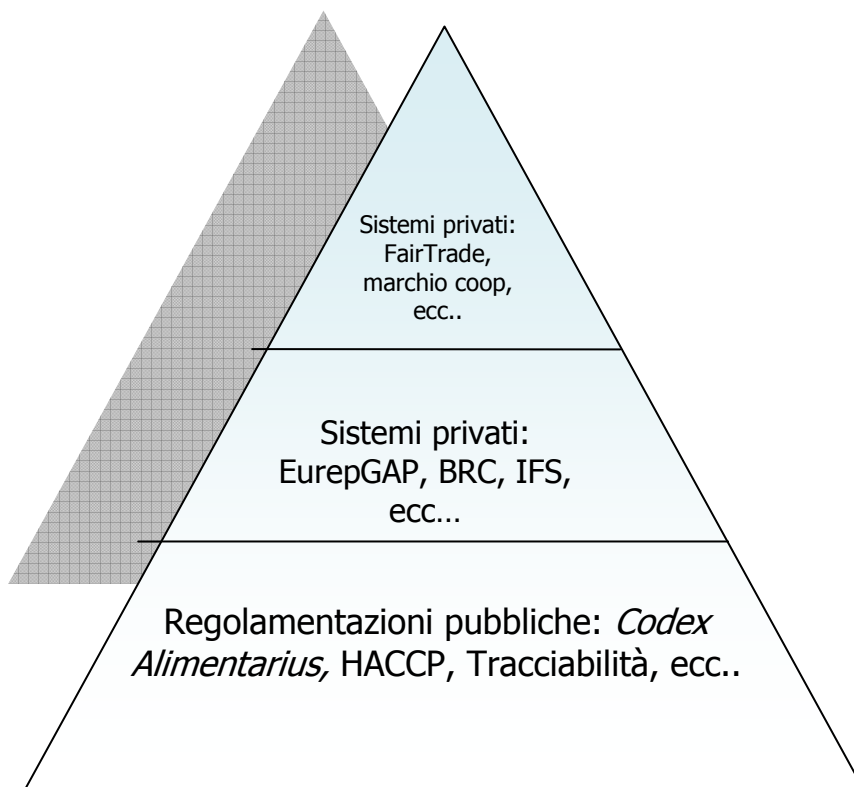 Sistemi privati:
FairTrade,
marchio coop,
ecc..
Sistemi privati:
EurepGAP, BRC, IFS,
ecc…
Regolamentazioni pubbliche: Codex
Alimentarius, HACCP, Tracciabilità, ecc..